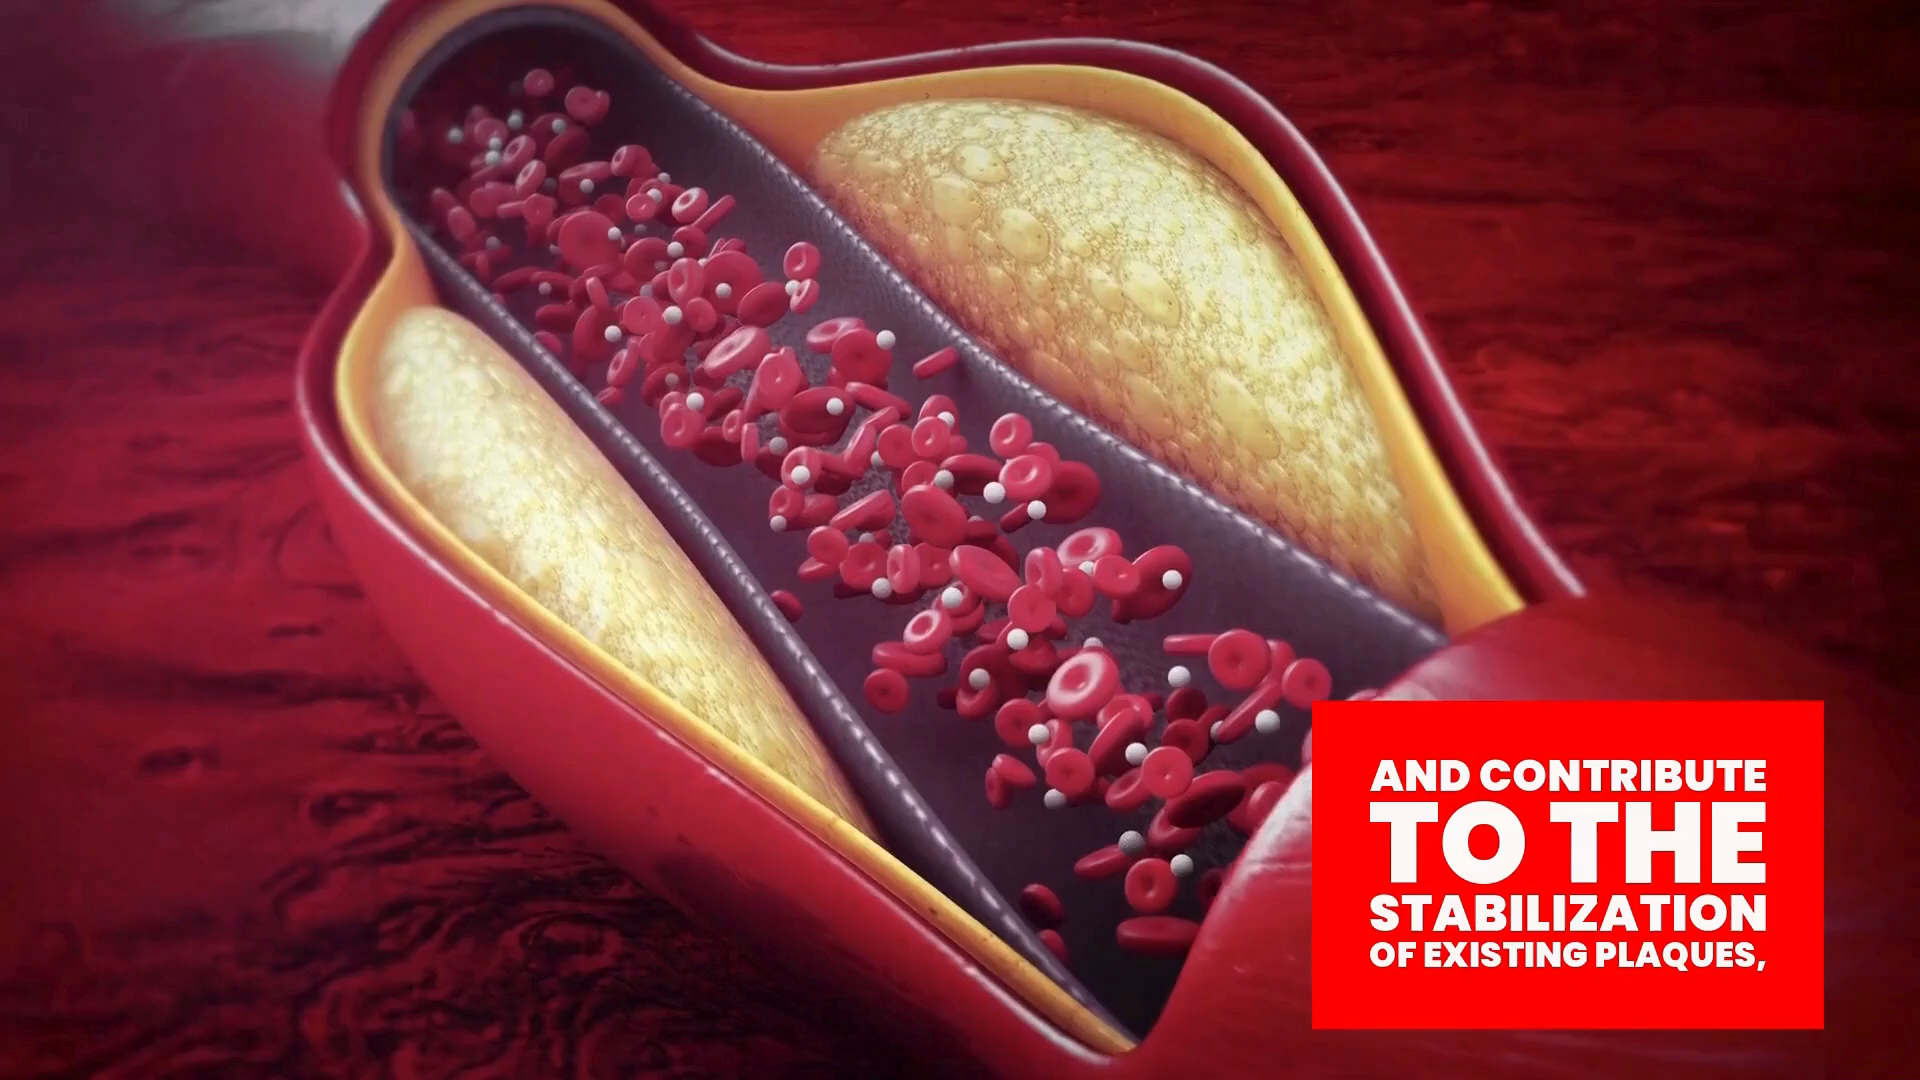 AND CONTRIBUTE
TO THE
STABILIZATION
OF EXISTING PLAQUES,